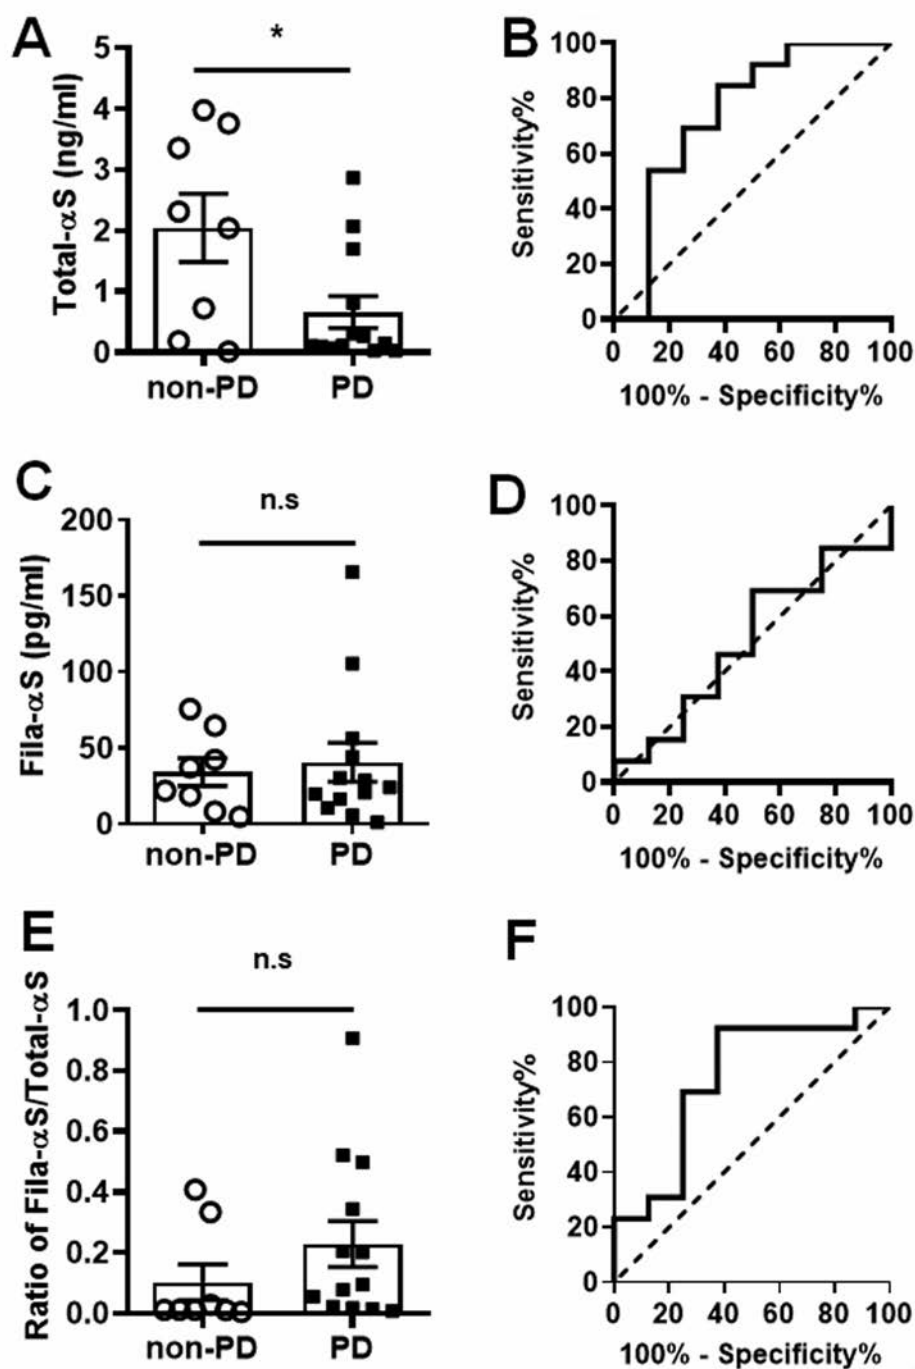 A
*
Total-αS (ng/ml)
5
4
3
2
1
0
non-PD
PD
B
Sensitivity%
100
80
60
40
20
0
0 20 40 60 80 100
100% - Specificity%
C
n.s
Fila-αS (pg/ml)
200
150
100
50
0
non-PD
PD
D
Sensitivity%
100
80
60
40
20
0
0 20 40 60 80 100
100% - Specificity%
E
n.s
Ratio of Fila-αS/Total-αS
1.0
0.8
0.6
0.4
0.2
0.0
non-PD
PD
F
Sensitivity%
100
80
60
40
20
0
0 20 40 60 80 100
100% - Specificity%